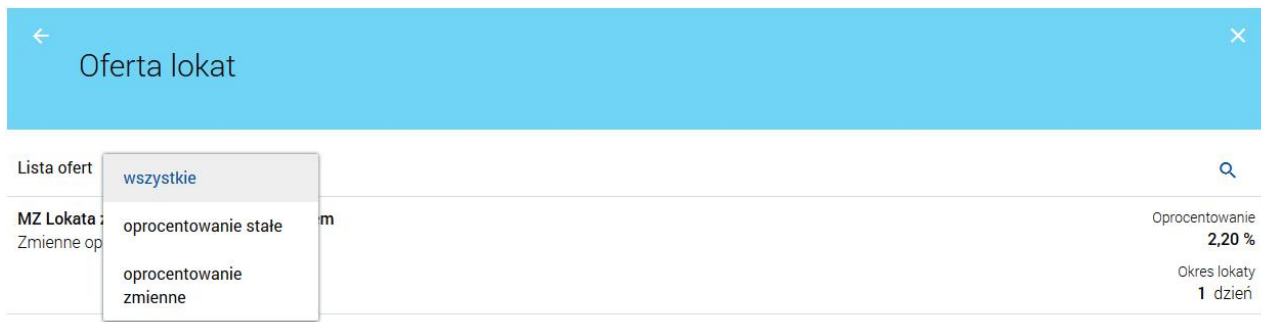 Oferta lokat
Lista ofert
wszystkie
oprocentowanie stałe
oprocentowanie
zmienne
MZ Lokata
Zmienne
Oprocentowanie
2,20 %
Okres lokaty
1 dzień